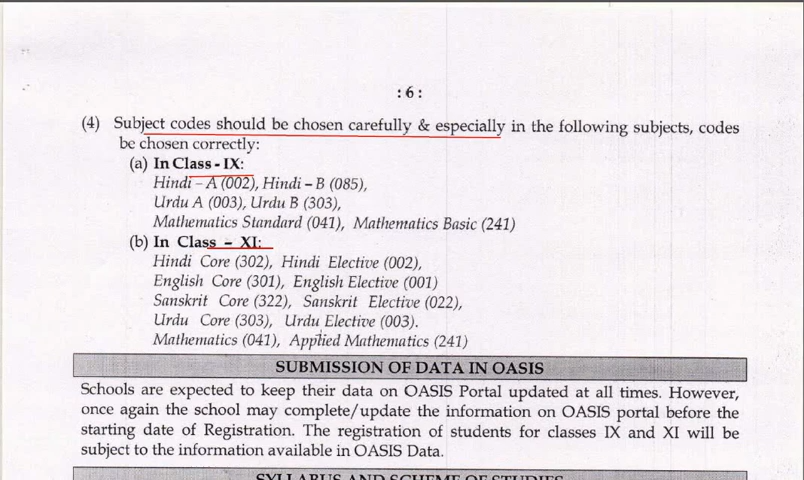 : 6 :
(4) Subject codes should be chosen carefully & especially in the following subjects, codes
be chosen correctly:
(a) In Class - IX:
Hindi – A (002), Hindi – B (085),
Urdu A (003), Urdu B (303),
Mathematics Standard (041), Mathematics Basic (241)
(b) In Class – XI:
Hindi Core (302), Hindi Elective (002),
English Core (301), English Elective (001)
Sanskrit Core (322), Sanskrit Elective (022),
Urdu Core (303), Urdu Elective (003).
Mathematics (041), Applied Mathematics (241)
SUBMISSION OF DATA IN OASIS
Schools are expected to keep their data on OASIS Portal updated at all times. However,
once again the school may complete/update the information on OASIS portal before the
starting date of Registration. The registration of students for classes IX and XI will be
subject to the information available in OASIS Data.
SYLLABUS AND SCHEME OF STUDIES